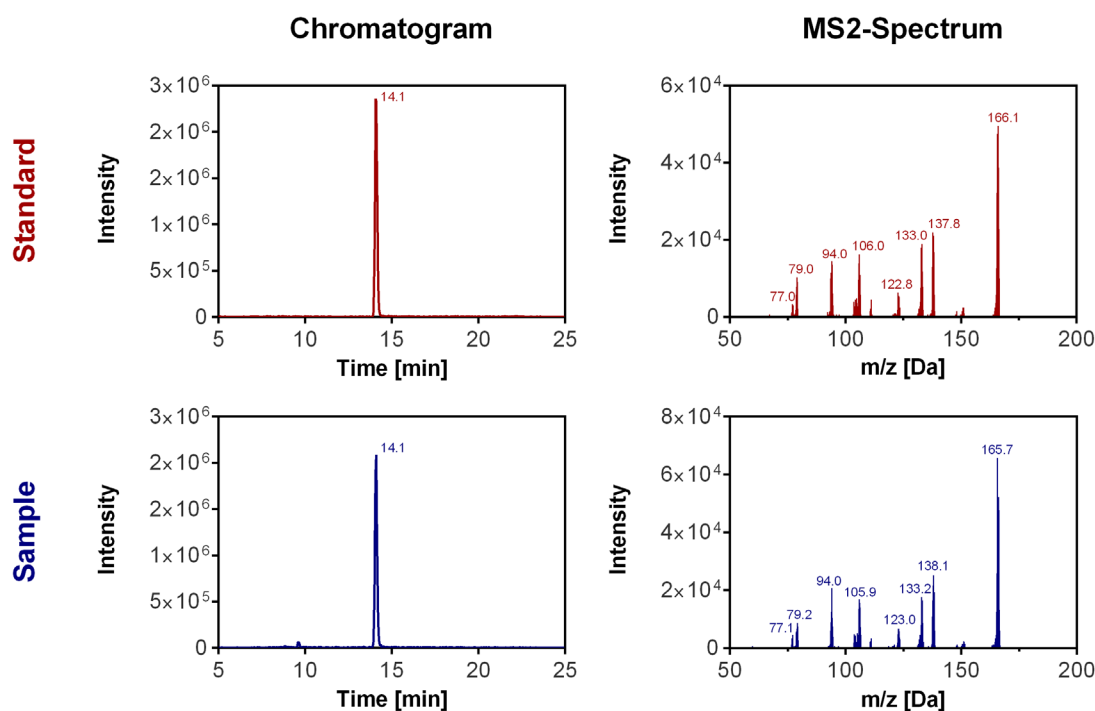 Chromatogram
MS2-Spectrum
Standard
Intensity
3×10⁶
2×10⁶
2×10⁶
1×10⁶
5×10⁵
0
14.1
5 10 15 20 25
Time [min]
Intensity
6×10⁴
4×10⁴
2×10⁴
0
77.0
79.0
94.0
106.0
122.8
133.0
137.8
166.1
50 100 150 200
m/z [Da]
Sample
Intensity
3×10⁶
2×10⁶
2×10⁶
1×10⁶
5×10⁵
0
14.1
5 10 15 20 25
Time [min]
Intensity
8×10⁴
6×10⁴
4×10⁴
2×10⁴
0
77.1
79.2
94.0
105.9
123.0
133.2
138.1
165.7
50 100 150 200
m/z [Da]